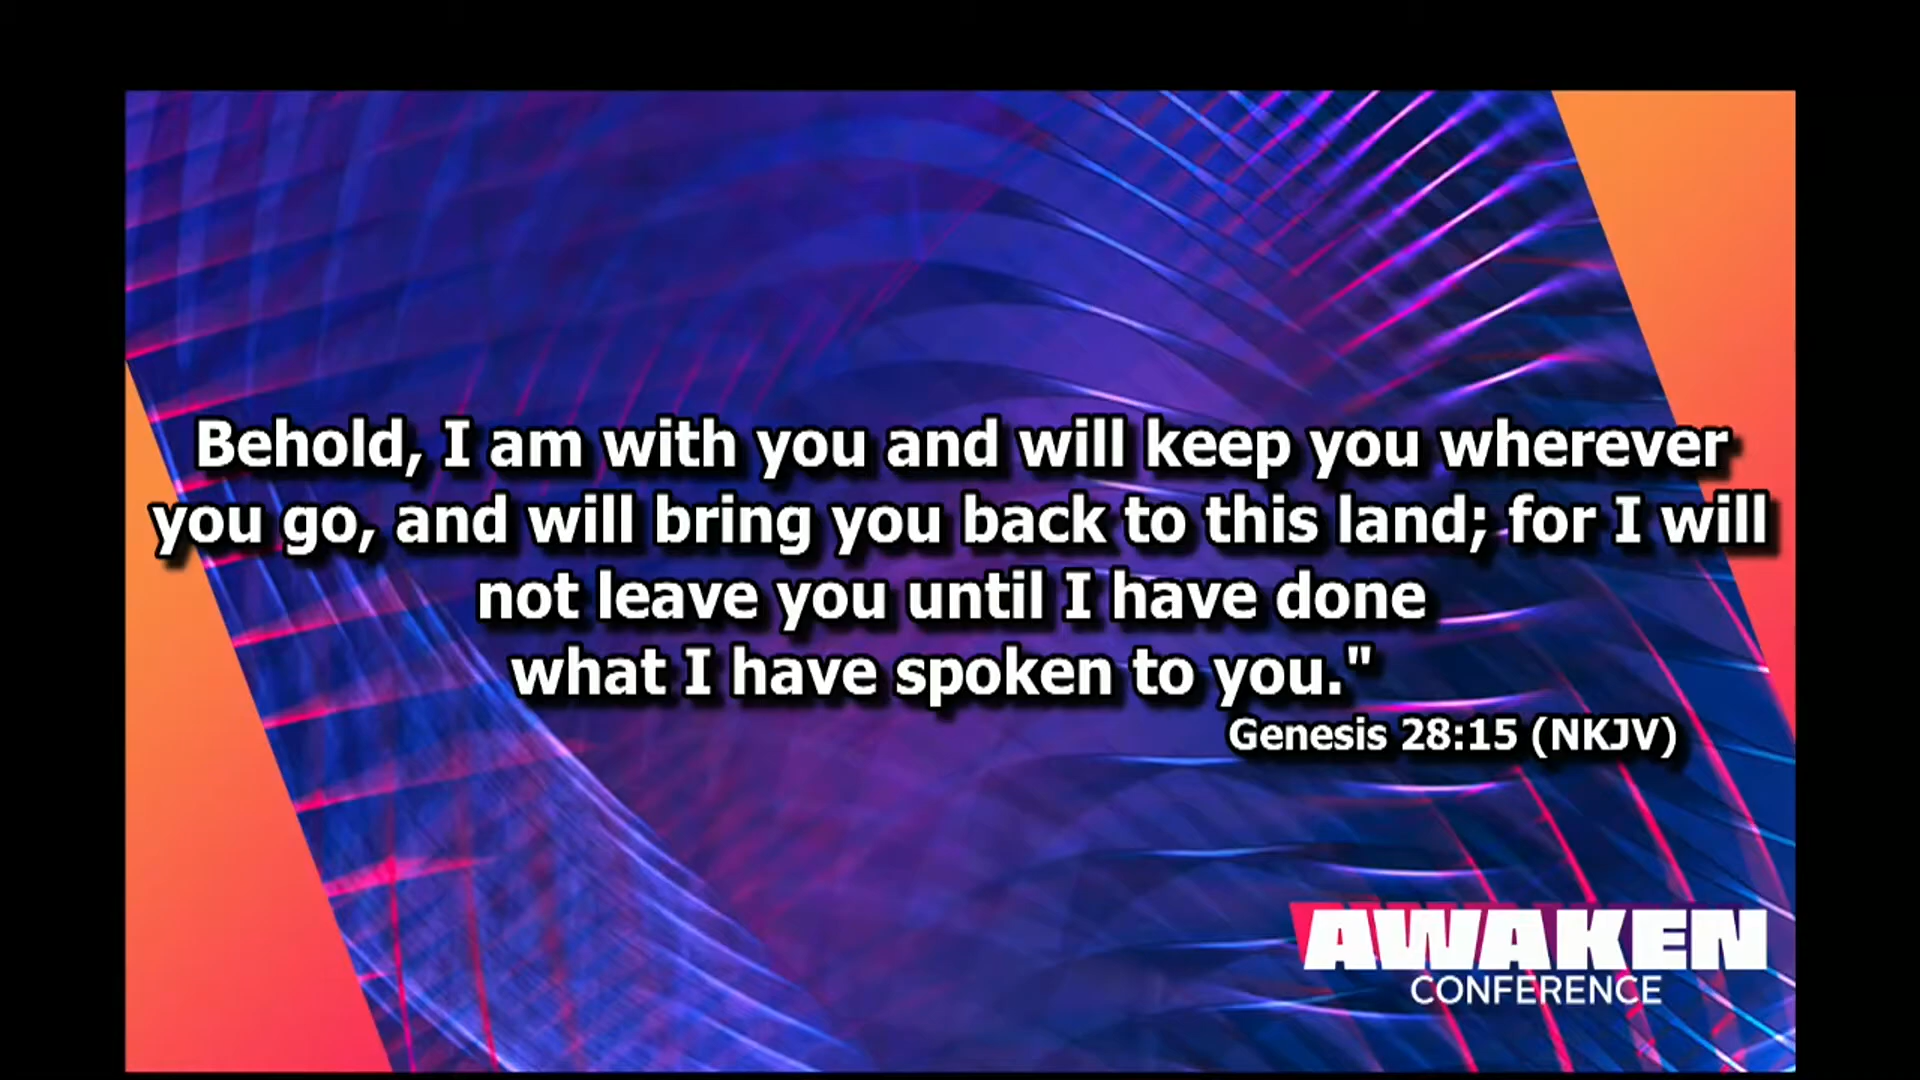 Behold, I am with you and will keep you wherever
you go, and will bring you back to this land; for I will
not leave you until I have done
what I have spoken to you."
Genesis 28:15 (NKJV)
AWAKEN
CONFERENCE